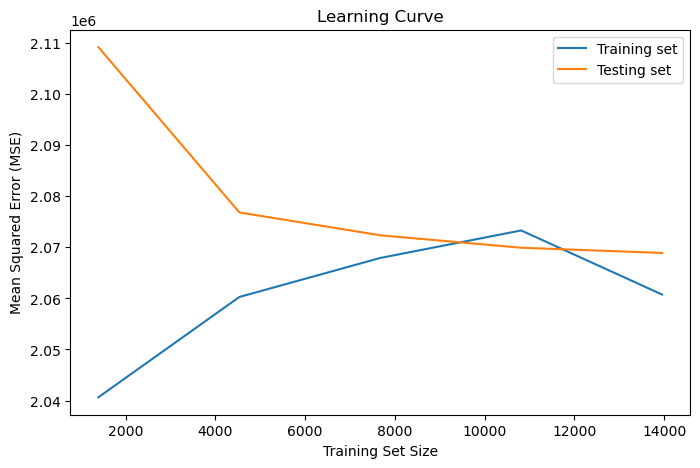 Learning Curve
1e6
Training set
Testing set
2.11
2.10
2.09
2.08
2.07
2.06
2.05
2.04
Mean Squared Error (MSE)
2000 4000 6000 8000 10000 12000 14000
Training Set Size